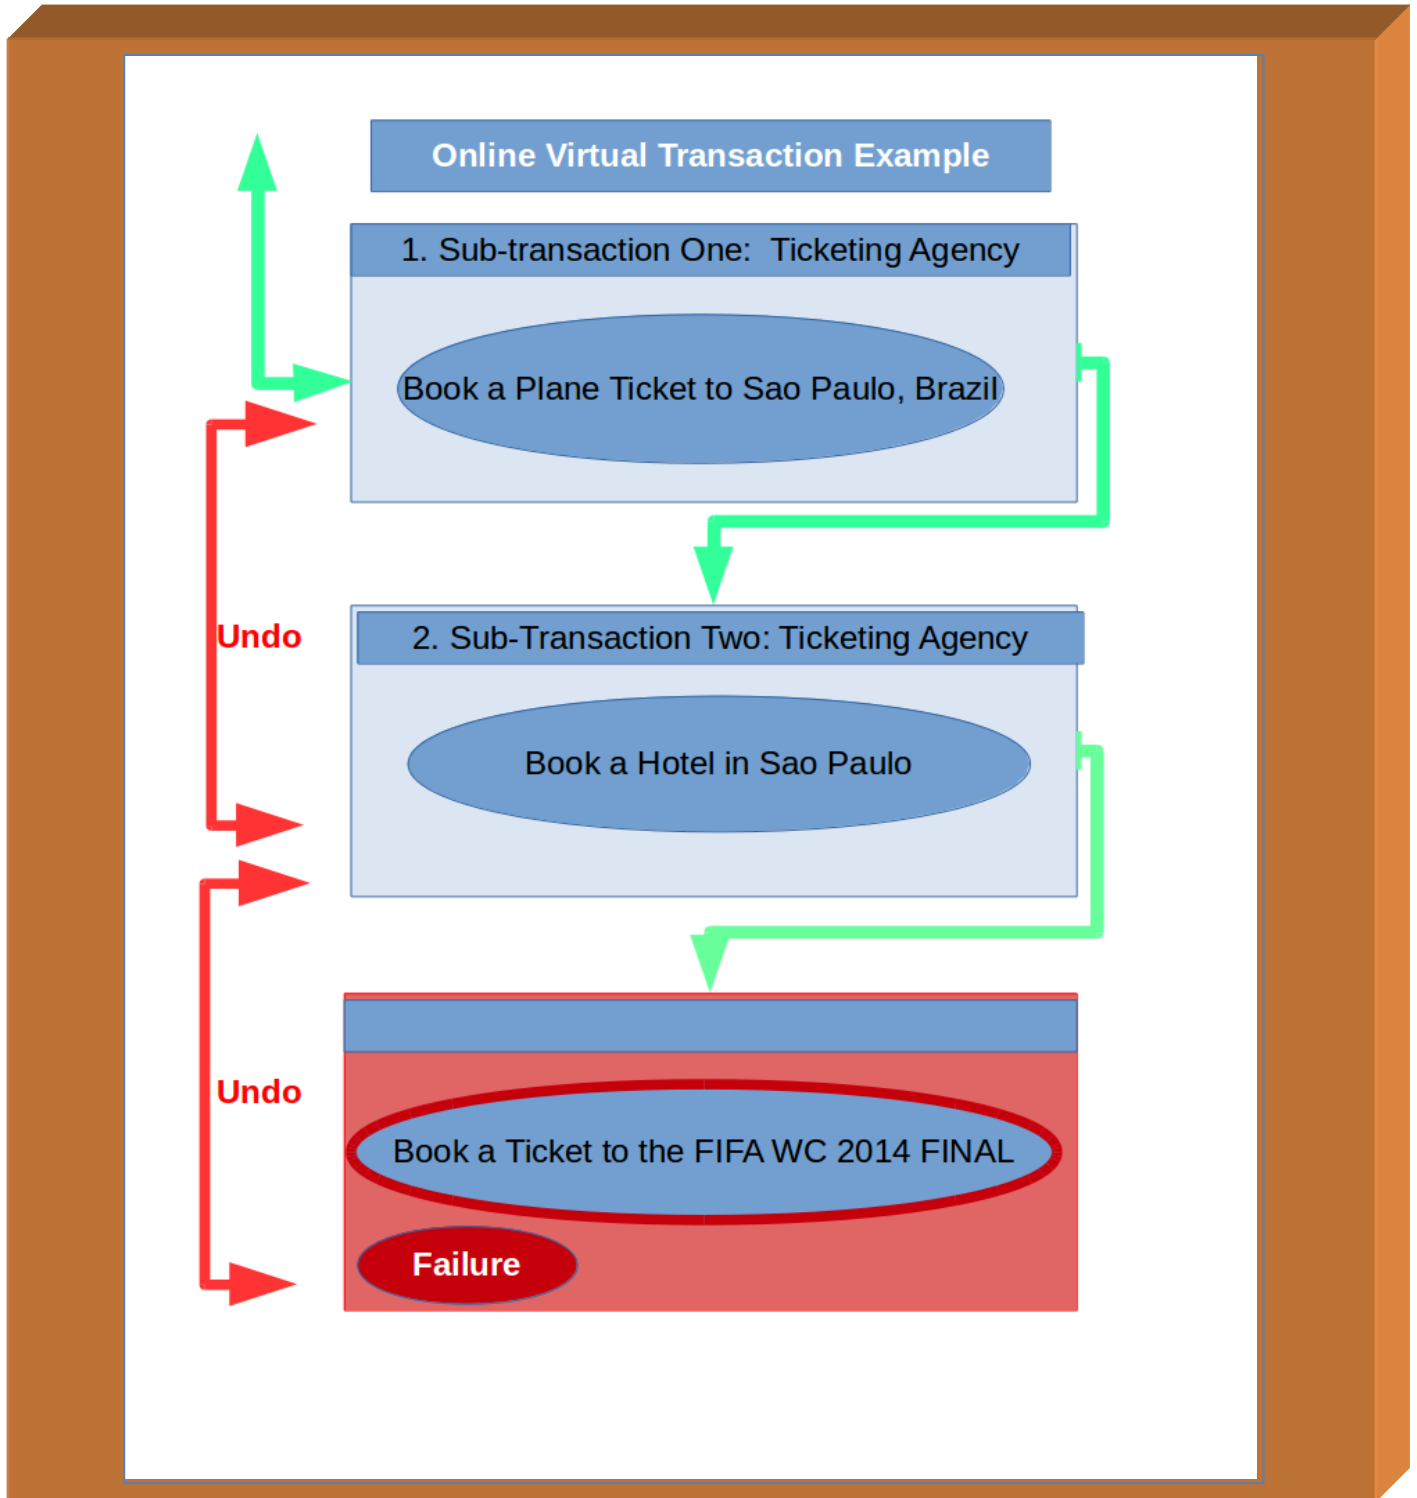 Online Virtual Transaction Example
1. Sub-transaction One:  Ticketing Agency
Book a Plane Ticket to Sao Paulo, Brazil
Undo
2. Sub-Transaction Two: Ticketing Agency
Book a Hotel in Sao Paulo
Undo
Book a Ticket to the FIFA WC 2014 FINAL
Failure